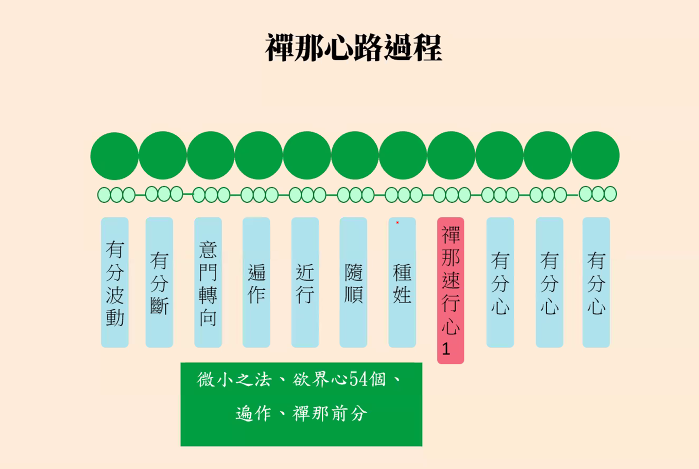 禪那心路過程
有分波動
有分斷
意門轉向
遍作
近行
隨順
種姓
禪那速行心1
有分心
有分心
有分心
微小之法、欲界心54個、
遍作、禪那前分